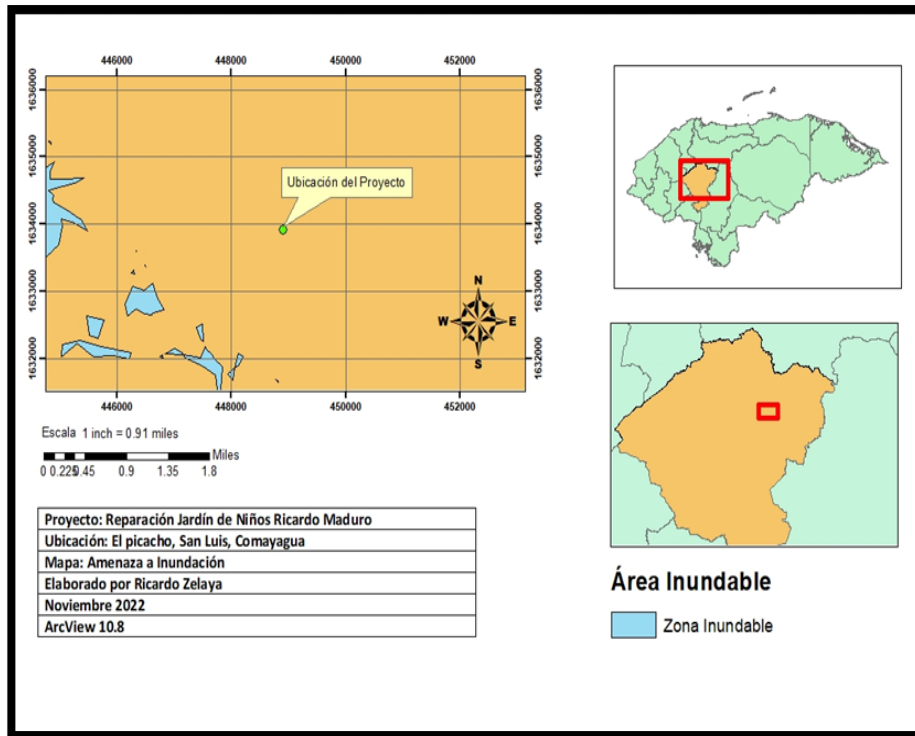 446000 448000 450000 452000
1636000 1636000
1635000 1635000
Ubicación del Proyecto
1634000 1634000
1633000 1633000
N
W E
S
1632000 1632000
446000 448000 450000 452000
Escala 1 inch = 0.91 miles
Miles
0 0.225 0.45 0.9 1.35 1.8
Proyecto: Reparación Jardín de Niños Ricardo Maduro
Ubicación: El picacho, San Luis, Comayagua
Mapa: Amenaza a Inundación
Elaborado por Ricardo Zelaya
Noviembre 2022
ArcView 10.8
Área Inundable
Zona Inundable